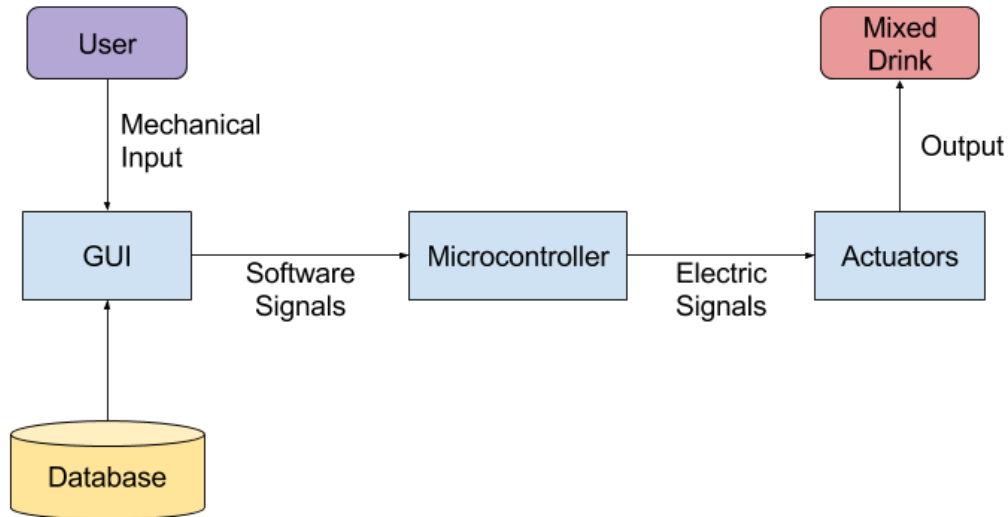 User
Mixed
Drink
Mechanical
Input
Output
GUI
Software
Signals
Microcontroller
Electric
Signals
Actuators
Database